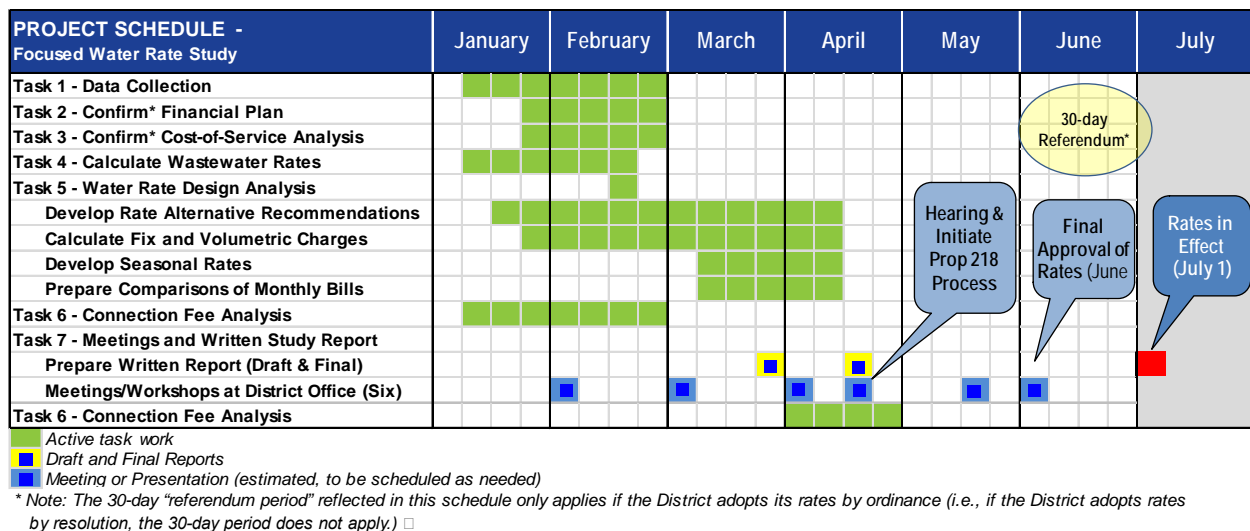 PROJECT SCHEDULE -
Focused Water Rate Study
January February March April May June July
Task 1 - Data Collection
Task 2 - Confirm* Financial Plan
Task 3 - Confirm* Cost-of-Service Analysis
Task 4 - Calculate Wastewater Rates
Task 5 - Water Rate Design Analysis
Develop Rate Alternative Recommendations
Calculate Fix and Volumetric Charges
Develop Seasonal Rates
Prepare Comparisons of Monthly Bills
Task 6 - Connection Fee Analysis
Task 7 - Meetings and Written Study Report
Prepare Written Report (Draft & Final)
Meetings/Workshops at District Office (Six)
Task 6 - Connection Fee Analysis
30-day
Referendum*
Hearing &
Initiate
Prop 218
Process
Final
Approval of
Rates (June
Rates in
Effect
(July 1)
Active task work
Draft and Final Reports
Meeting or Presentation (estimated, to be scheduled as needed)
* Note: The 30-day “referendum period” reflected in this schedule only applies if the District adopts its rates by ordinance (i.e., if the District adopts rates
by resolution, the 30-day period does not apply.)